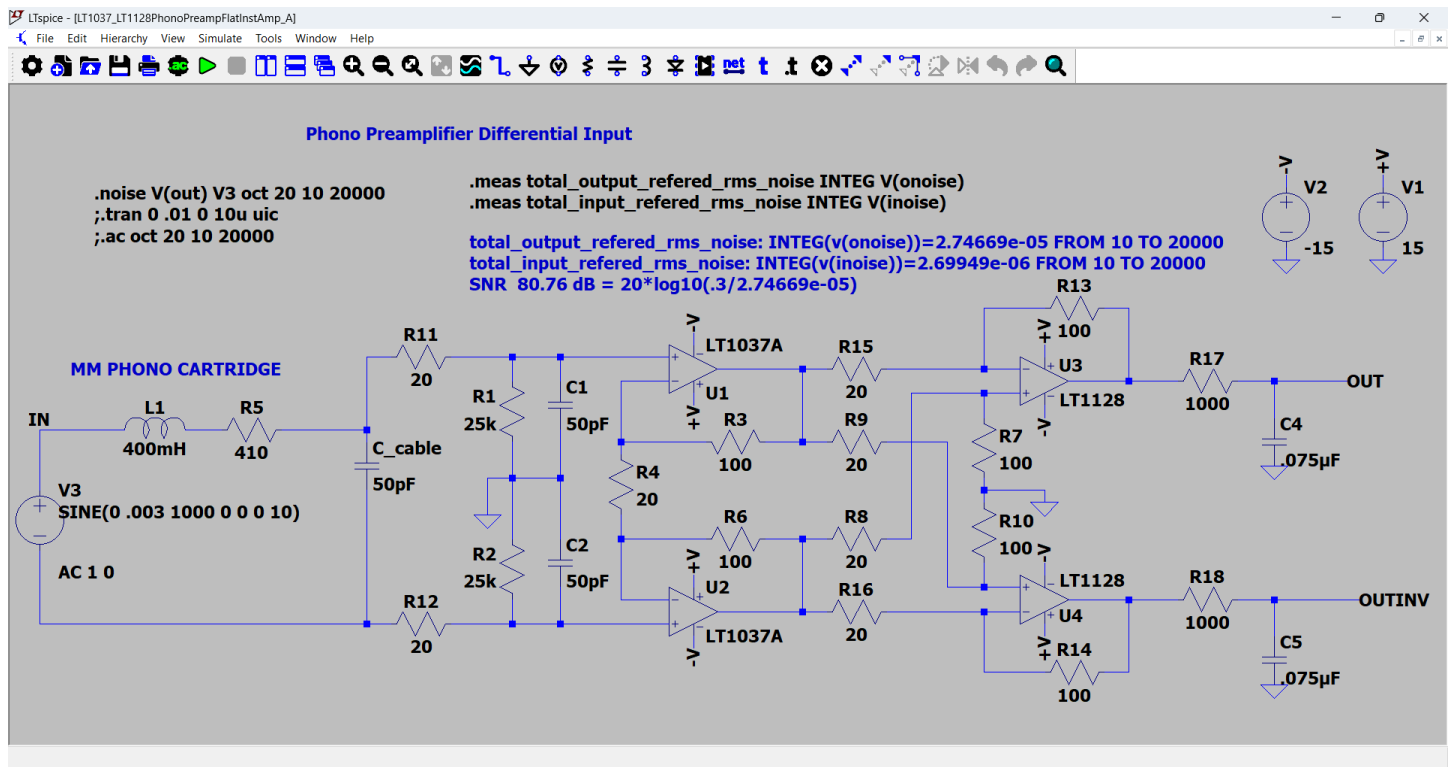 LTspice - [LT1037_LT1128PhonoPreampFlatInstAmp_A]
File Edit Hierarchy View Simulate Tools Window Help
.ac net t .t
Phono Preamplifier Differential Input
.noise V(out) V3 oct 20 10 20000
;.tran 0 .01 0 10u uic
;.ac oct 20 10 20000
.meas total_output_refered_rms_noise INTEG V(onoise)
.meas total_input_refered_rms_noise INTEG V(inoise)
total_output_refered_rms_noise: INTEG(v(onoise))=2.74669e-05 FROM 10 TO 20000
total_input_refered_rms_noise: INTEG(v(inoise))=2.69949e-06 FROM 10 TO 20000
SNR  80.76 dB = 20*log10(.3/2.74669e-05)
-V
V2
-15
+V
V1
15
MM PHONO CARTRIDGE
IN
L1
400mH
R5
410
V3
SINE(0 .003 1000 0 0 0 10)
AC 1 0
C_cable
50pF
R11
20
R12
20
R1
25k
C1
50pF
R2
25k
C2
50pF
-V
LT1037A
U1
+V
R3
100
R4
20
R6
100
+V
U2
LT1037A
-V
R15
20
R9
20
R8
20
R16
20
R13
100
+V
U3
LT1128
-V
R7
100
R10
100
-V
LT1128
U4
+V
R14
100
R17
1000
OUT
C4
.075µF
R18
1000
OUTINV
C5
.075µF